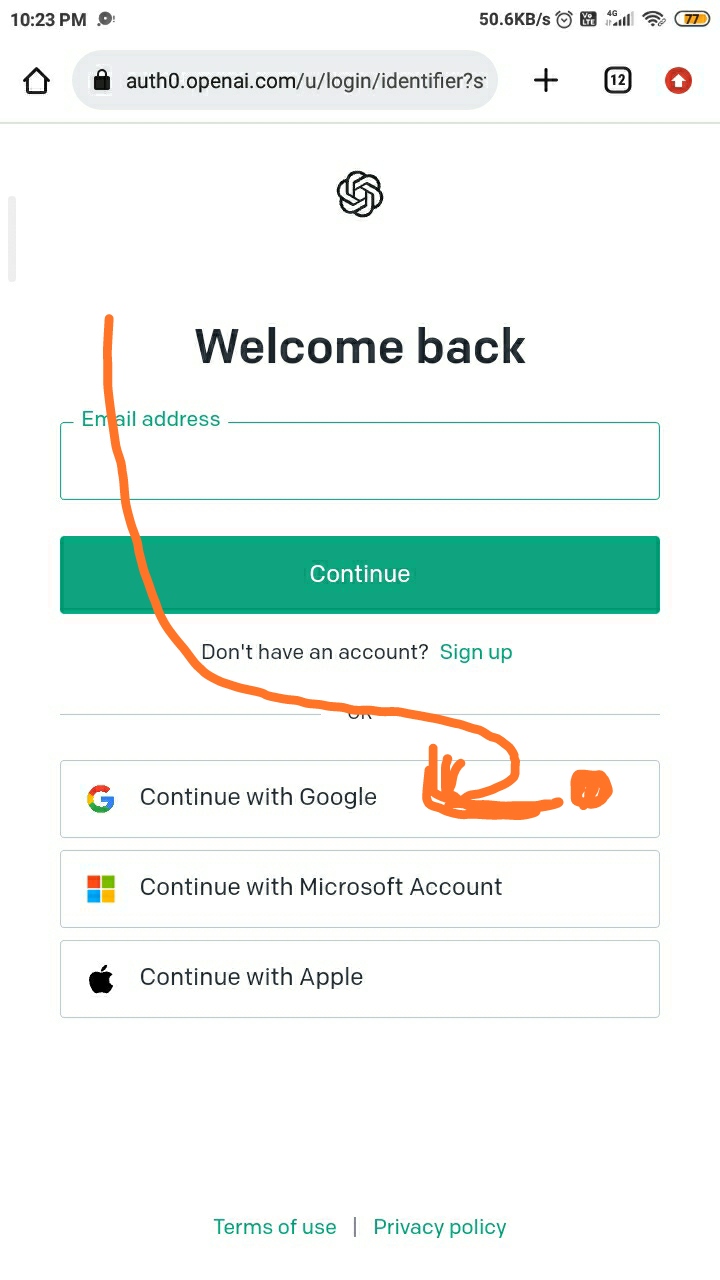 10:23 PM 50.6KB/s Vo LTE 4G 77
auth0.openai.com/u/login/identifier?s 12
Welcome back
Email address
Continue
Don't have an account? Sign up
OR
Continue with Google
Continue with Microsoft Account
Continue with Apple
Terms of use | Privacy policy